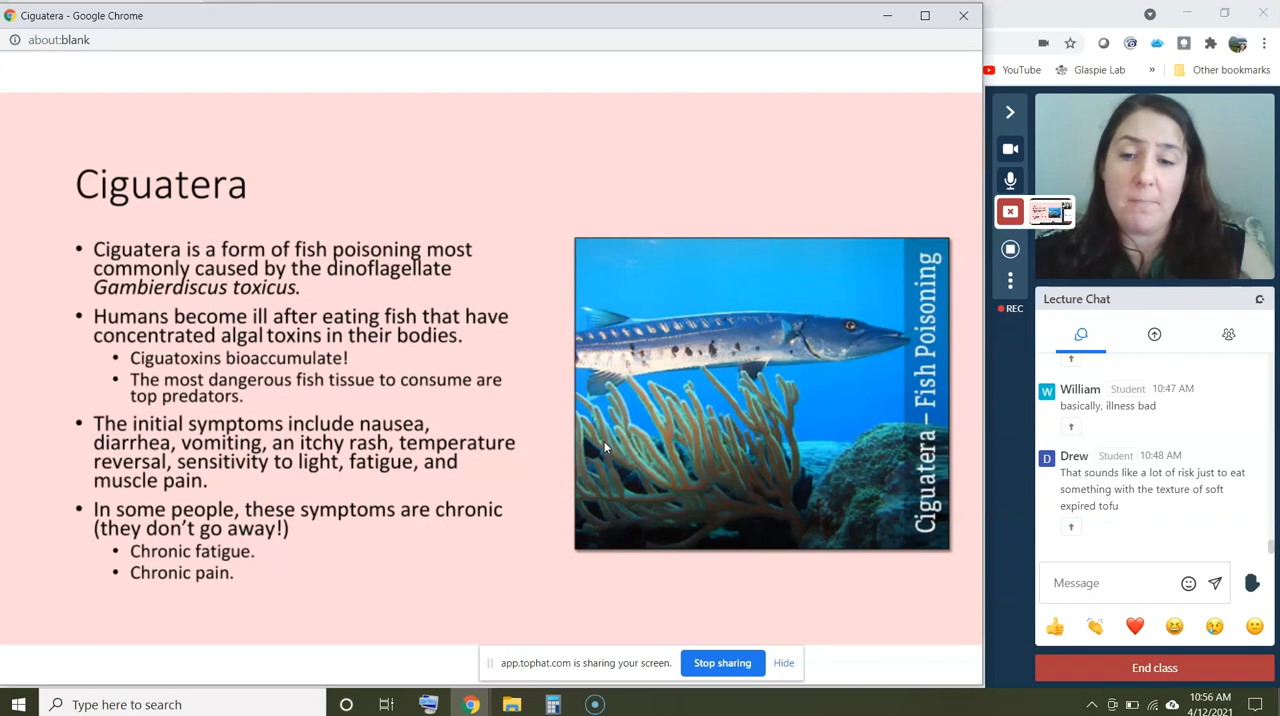 Ciguatera - Google Chrome
about:blank
YouTube
Glaspie Lab
»
Other bookmarks
Ciguatera
• Ciguatera is a form of fish poisoning most
commonly caused by the dinoflagellate
Gambierdiscus toxicus.
• Humans become ill after eating fish that have
concentrated algal toxins in their bodies.
• Ciguatoxins bioaccumulate!
• The most dangerous fish tissue to consume are
top predators.
• The initial symptoms include nausea,
diarrhea, vomiting, an itchy rash, temperature
reversal, sensitivity to light, fatigue, and
muscle pain.
• In some people, these symptoms are chronic
(they don't go away!)
• Chronic fatigue.
• Chronic pain.
Ciguatera – Fish Poisoning
REC
Lecture Chat
W
William Student 10:47 AM
basically, illness bad
D
Drew Student 10:48 AM
That sounds like a lot of risk just to eat
something with the texture of soft
expired tofu
Message
End class
app.tophat.com is sharing your screen.
Stop sharing
Hide
Type here to search
10:56 AM
4/12/2021